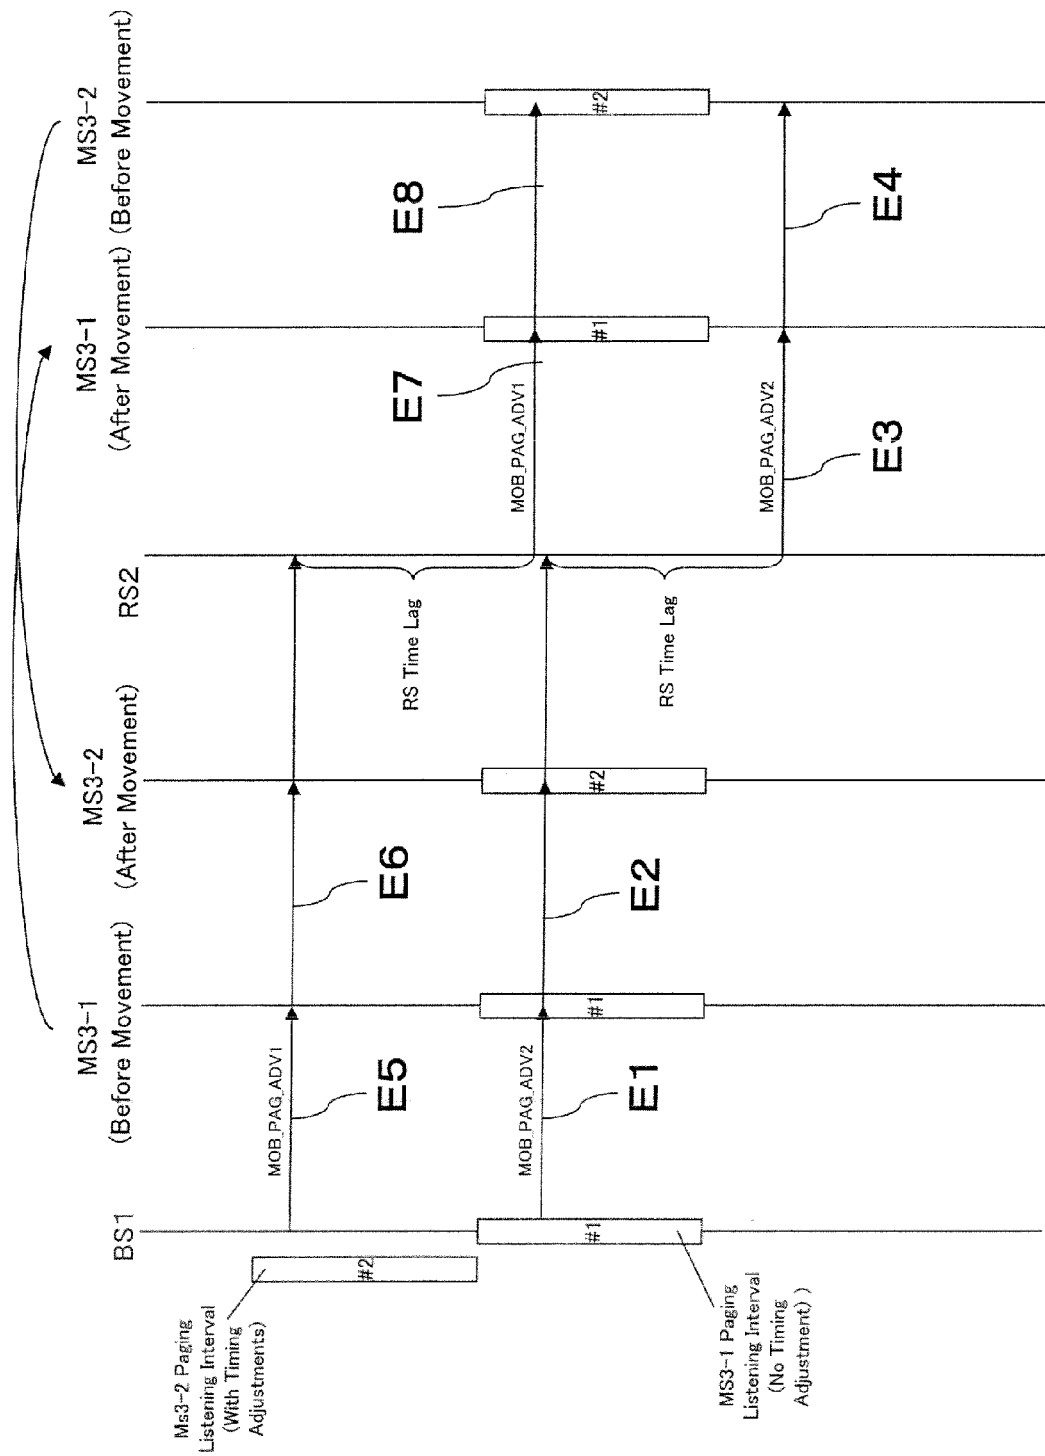 BS1
MS3-1
(Before Movement)
MS3-2
(After Movement)
RS2
MS3-1
(After Movement)
MS3-2
(Before Movement)
Ms3-2 Paging
Listening Interval
(With Timing
Adjustments)
#2
MOB_PAG_ADV1
E5
E6
RS Time Lag
MOB_PAG_ADV1
E7
E8
#1
#2
#1
MOB_PAG_ADV2
#1
E1
E2
#2
RS Time Lag
MOB_PAG_ADV2
E3
E4
MS3-1 Paging
Listening Interval
(No Timing
Adjustment) )